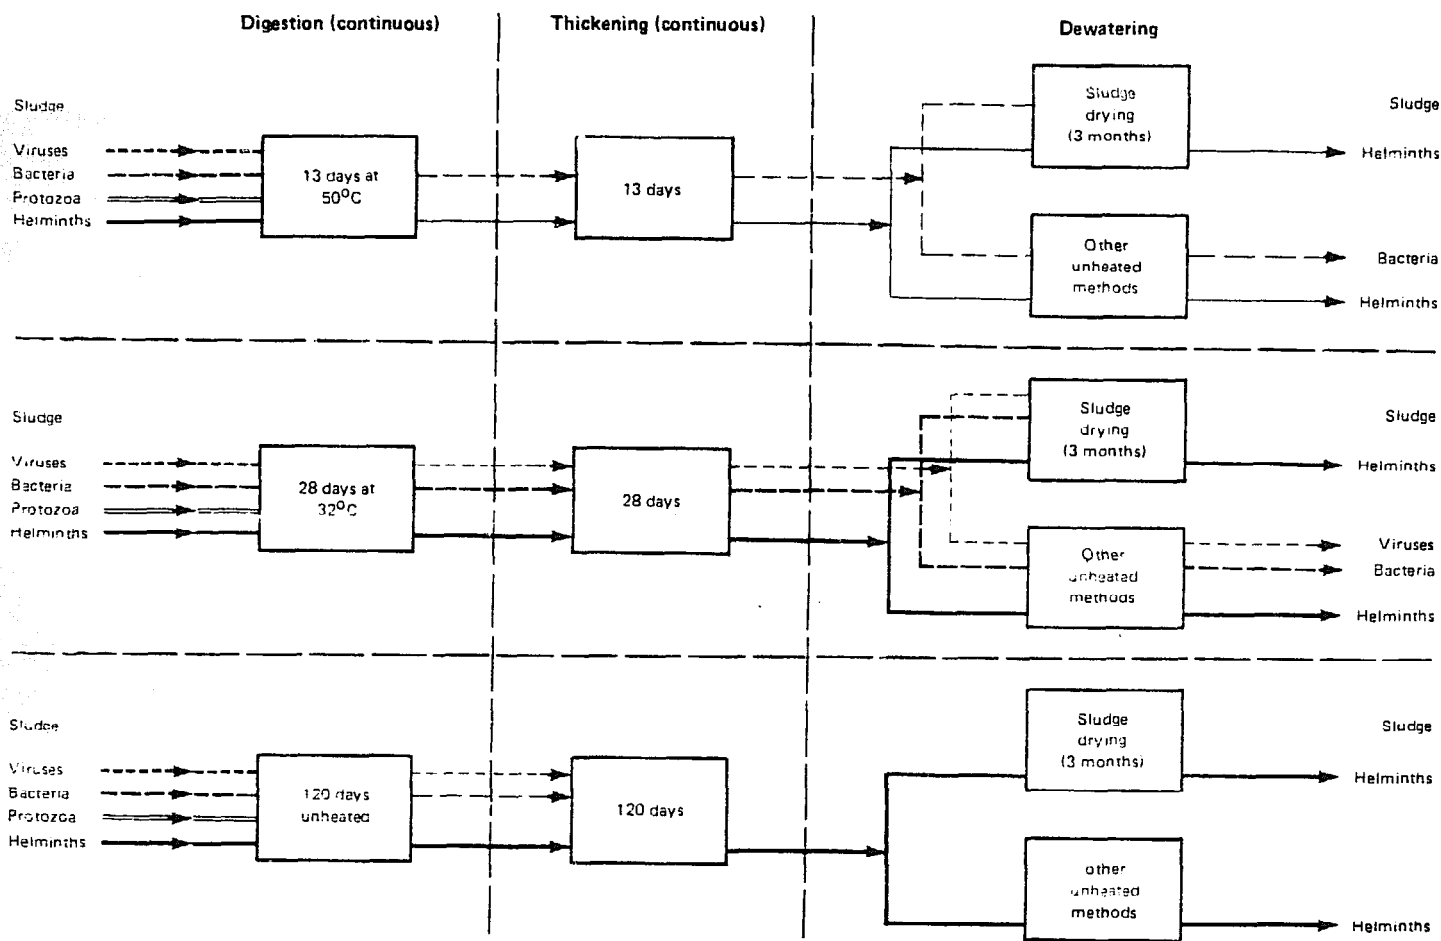 Digestion (continuous)
Thickening (continuous)
Dewatering
Sludge
Viruses
Bacteria
Protozoa
Helminths
13 days at
50°C
13 days
Sludge
drying
(3 months)
Other
unheated
methods
Sludge
Helminths
Bacteria
Helminths
Sludge
Viruses
Bacteria
Protozoa
Helminths
28 days at
32°C
28 days
Sludge
drying
(3 months)
Other
unheated
methods
Sludge
Helminths
Viruses
Bacteria
Helminths
Sludge
Viruses
Bacteria
Protozoa
Helminths
120 days
unheated
120 days
Sludge
drying
(3 months)
other
unheated
methods
Sludge
Helminths
Helminths